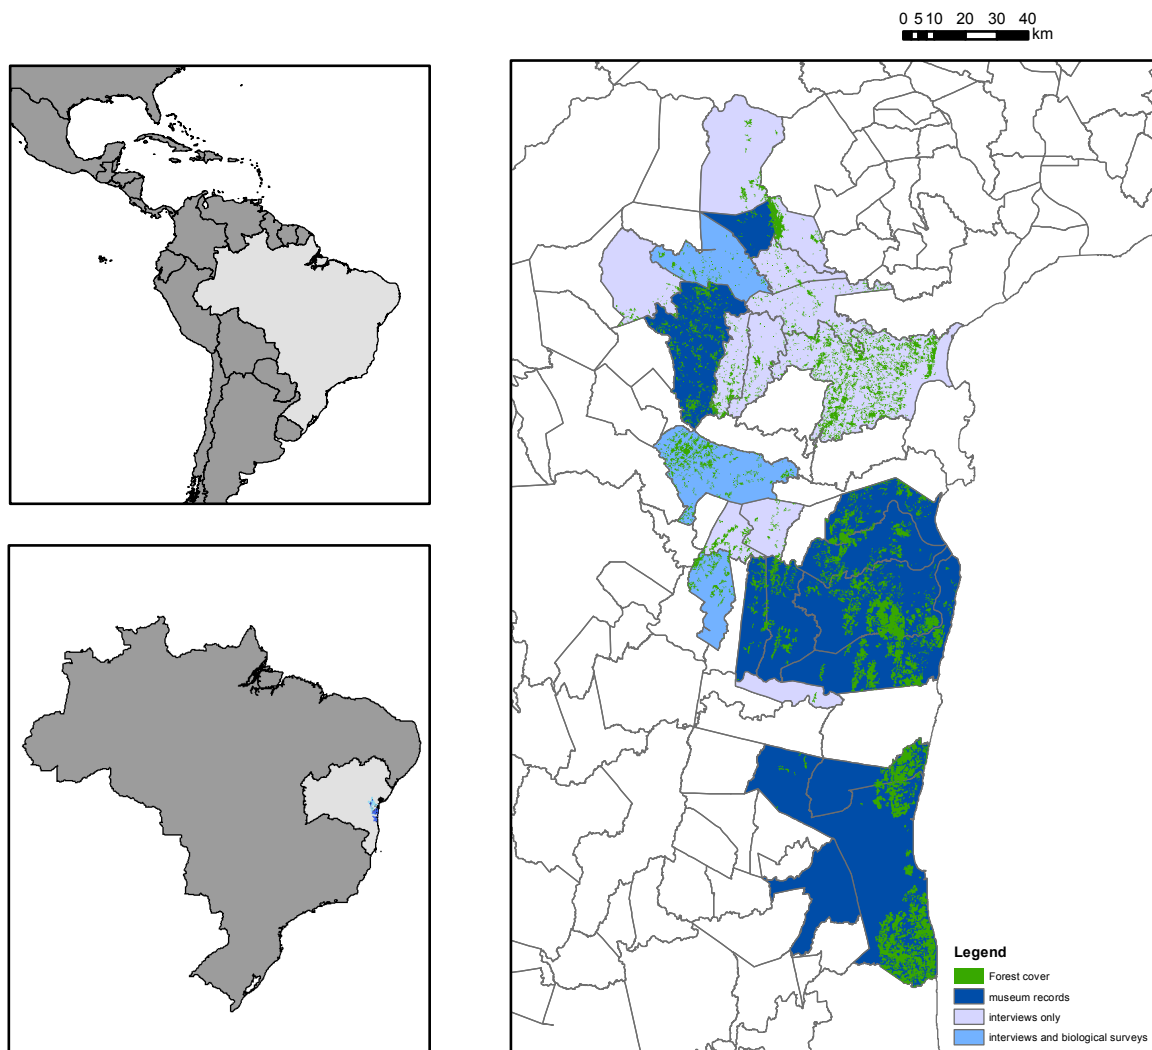 0 5 10 20 30 40
km
Legend
Forest cover
museum records
interviews only
interviews and biological surveys